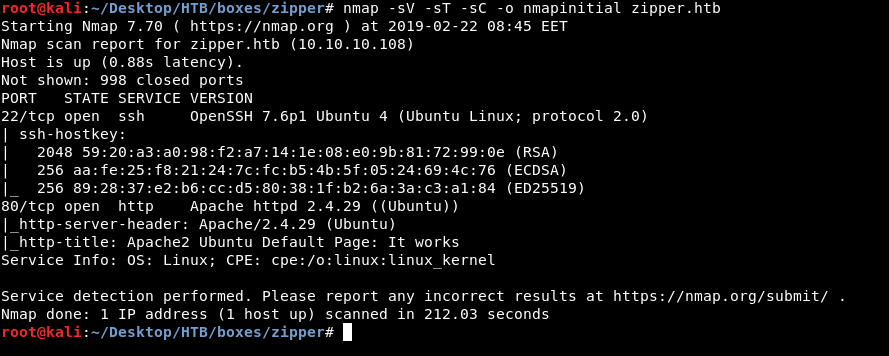 root@kali:~/Desktop/HTB/boxes/zipper# nmap -sV -sT -sC -o nmapinitial zipper.htb
Starting Nmap 7.70 ( https://nmap.org ) at 2019-02-22 08:45 EET
Nmap scan report for zipper.htb (10.10.10.108)
Host is up (0.88s latency).
Not shown: 998 closed ports
PORT   STATE SERVICE VERSION
22/tcp open  ssh     OpenSSH 7.6p1 Ubuntu 4 (Ubuntu Linux; protocol 2.0)
| ssh-hostkey:
|   2048 59:20:a3:a0:98:f2:a7:14:1e:08:e0:9b:81:72:99:0e (RSA)
|   256 aa:fe:25:f8:21:24:7c:fc:b5:4b:5f:05:24:69:4c:76 (ECDSA)
|_  256 89:28:37:e2:b6:cc:d5:80:38:1f:b2:6a:3a:c3:a1:84 (ED25519)
80/tcp open  http    Apache httpd 2.4.29 ((Ubuntu))
|_http-server-header: Apache/2.4.29 (Ubuntu)
|_http-title: Apache2 Ubuntu Default Page: It works
Service Info: OS: Linux; CPE: cpe:/o:linux:linux_kernel

Service detection performed. Please report any incorrect results at https://nmap.org/submit/ .
Nmap done: 1 IP address (1 host up) scanned in 212.03 seconds
root@kali:~/Desktop/HTB/boxes/zipper#